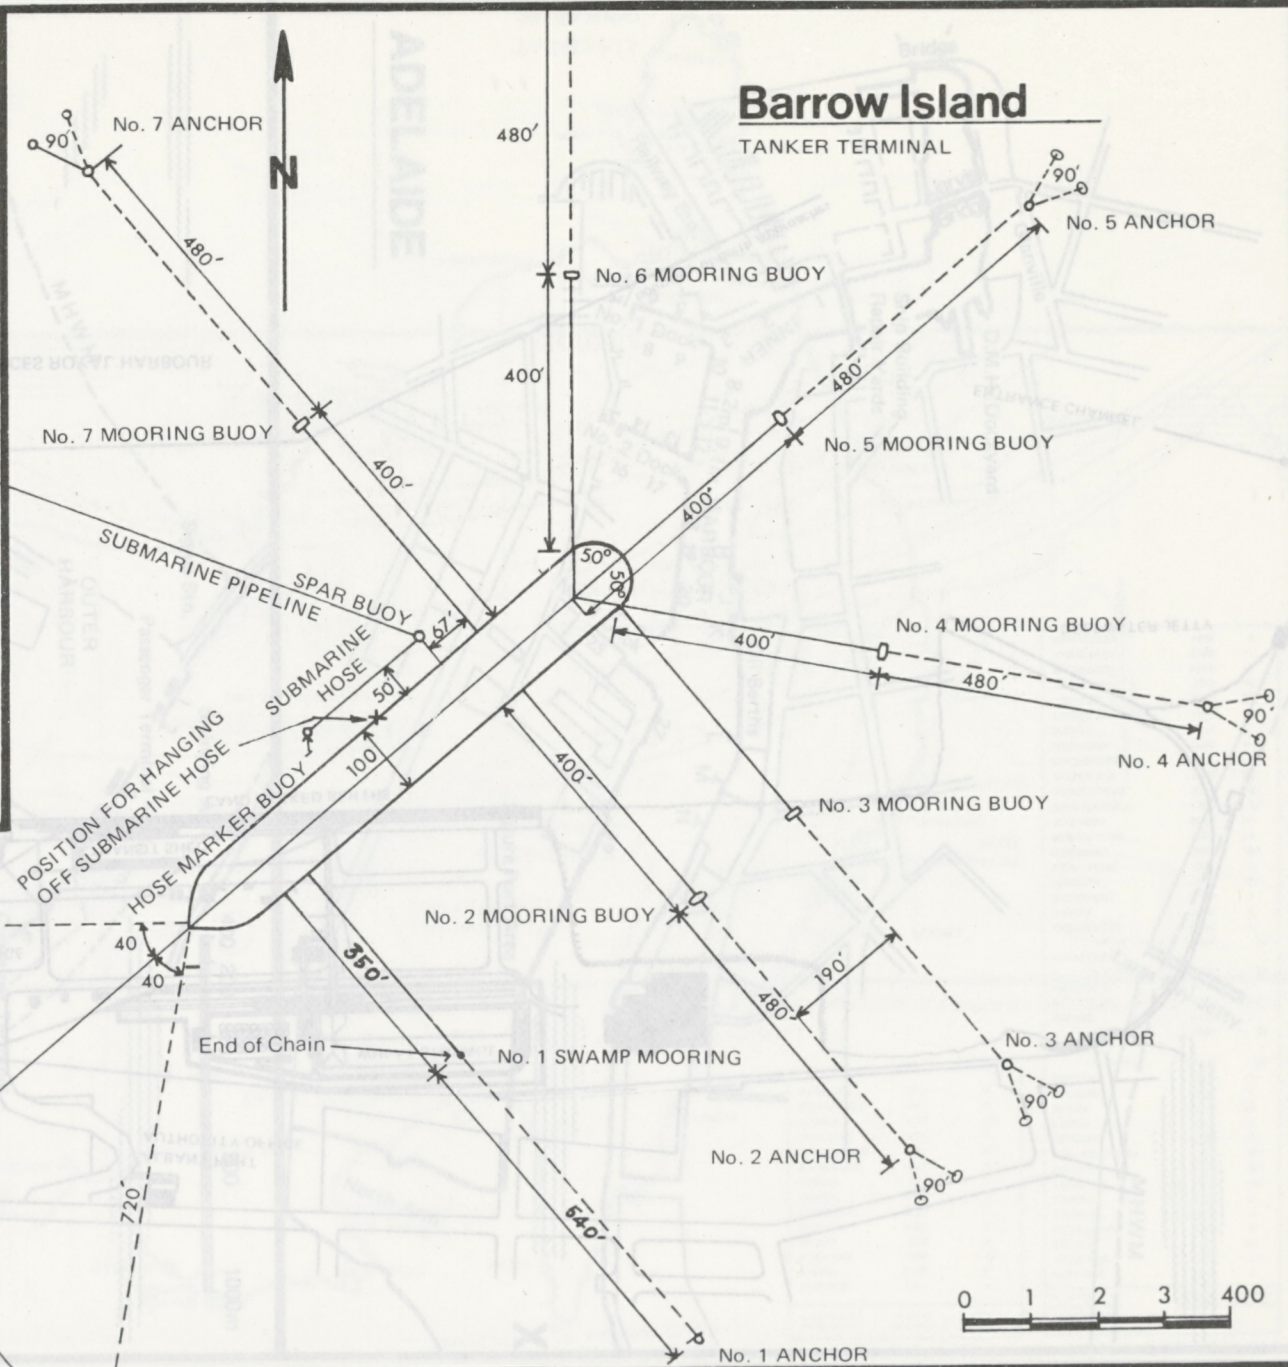 Barrow Island
TANKER TERMINAL
No. 7 ANCHOR
90'
N
480'
480'
No. 6 MOORING BUOY
400'
90'
No. 5 ANCHOR
480'
No. 5 MOORING BUOY
400'
No. 7 MOORING BUOY
400'
SUBMARINE PIPELINE
SPAR BUOY
67'
50°
50°
SUBMARINE
HOSE
50'
100
POSITION FOR HANGING
OFF SUBMARINE HOSE
HOSE MARKER BUOY
No. 4 MOORING BUOY
400'
480'
90'
No. 4 ANCHOR
400'
No. 3 MOORING BUOY
No. 2 MOORING BUOY
40
40
350'
190'
480'
End of Chain
No. 1 SWAMP MOORING
No. 3 ANCHOR
90'
No. 2 ANCHOR
90'
720'
540'
No. 1 ANCHOR
0 1 2 3 400